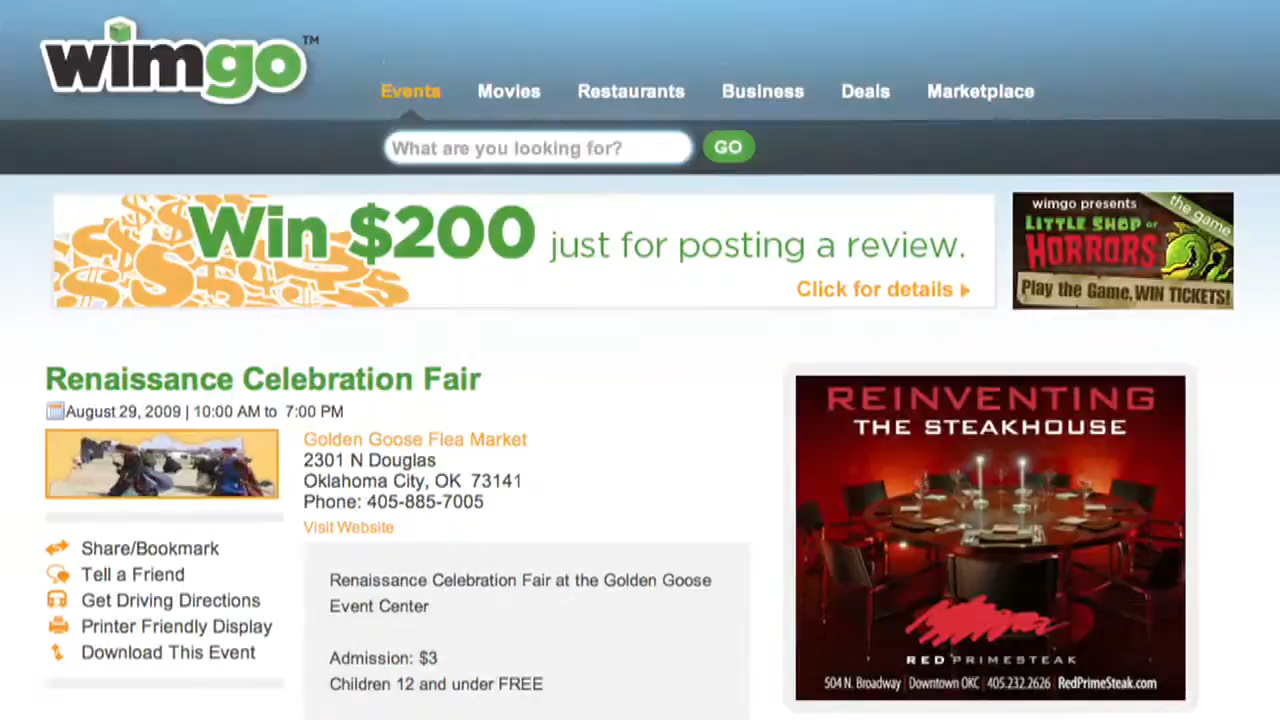 wimgo™
Events Movies Restaurants Business Deals Marketplace
What are you looking for? GO
Win $200 just for posting a review.
Click for details
wimgo presents
the game
LITTLE SHOP OF
HORRORS
Play the Game, WIN TICKETS!
Renaissance Celebration Fair
August 29, 2009 | 10:00 AM to 7:00 PM
Golden Goose Flea Market
2301 N Douglas
Oklahoma City, OK 73141
Phone: 405-885-7005
Visit Website
Share/Bookmark
Tell a Friend
Get Driving Directions
Printer Friendly Display
Download This Event
Renaissance Celebration Fair at the Golden Goose
Event Center
Admission: $3
Children 12 and under FREE
REINVENTING
THE STEAKHOUSE
REDPRIMESTEAK
504 N. Broadway | Downtown OKC | 405.232.2626 | RedPrimeSteak.com